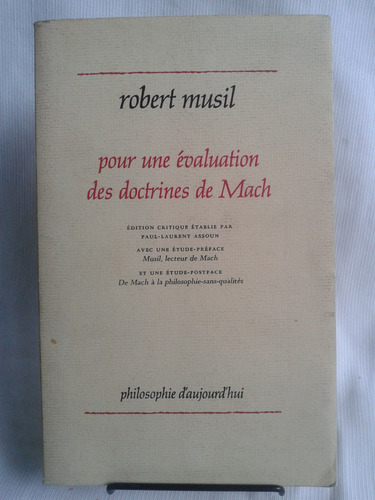 robert musil
pour une évaluation
des doctrines de Mach
ÉDITION CRITIQUE ÉTABLIE PAR
PAUL-LAURENT ASSOUN
AVEC UNE ÉTUDE-PRÉFACE
Musil, lecteur de Mach
ET UNE ÉTUDE-POSTFACE
De Mach à la philosophie-sans-qualités
philosophie d'aujourd'hui